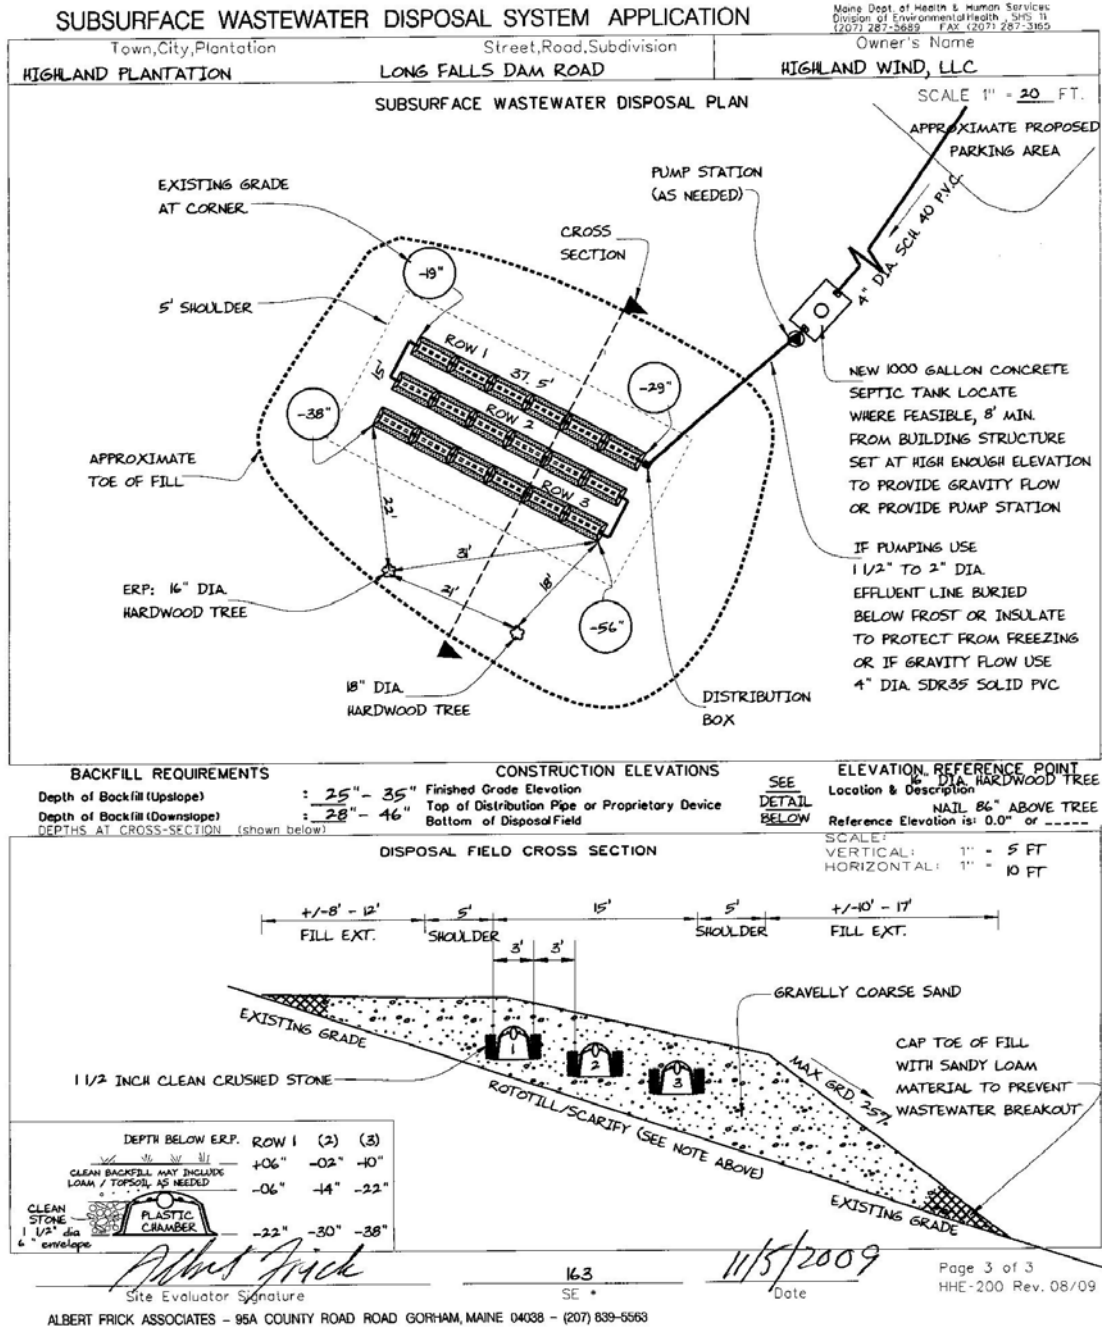 SUBSURFACE WASTEWATER DISPOSAL SYSTEM APPLICATION
Maine Dept. of Health & Human Services
Division of Environmental Health, SHS 11
(207) 287-5689 FAX (207) 287-3165
Town,City,Plantation
Street,Road,Subdivision
Owner's Name
HIGHLAND PLANTATION
LONG FALLS DAM ROAD
HIGHLAND WIND, LLC
SUBSURFACE WASTEWATER DISPOSAL PLAN
SCALE 1" = 20 FT.
APPROXIMATE PROPOSED
PARKING AREA
PUMP STATION
(AS NEEDED)
EXISTING GRADE
AT CORNER
CROSS
SECTION
4" DIA. SCH. 40 P.V.C.
-19"
5' SHOULDER
ROW 1
37.5'
15'
-29"
-38"
ROW 2
ROW 3
NEW 1000 GALLON CONCRETE
SEPTIC TANK LOCATE
WHERE FEASIBLE, 8' MIN.
FROM BUILDING STRUCTURE
SET AT HIGH ENOUGH ELEVATION
TO PROVIDE GRAVITY FLOW
OR PROVIDE PUMP STATION
APPROXIMATE
TOE OF FILL
22'
31'
18'
21'
IF PUMPING USE
1 1/2" TO 2" DIA.
EFFLUENT LINE BURIED
BELOW FROST OR INSULATE
TO PROTECT FROM FREEZING
OR IF GRAVITY FLOW USE
4" DIA. SDR35 SOLID PVC
ERP: 16" DIA.
HARDWOOD TREE
-56"
18" DIA.
HARDWOOD TREE
DISTRIBUTION
BOX
BACKFILL REQUIREMENTS
Depth of Backfill (Upslope) : 25" - 35"
Depth of Backfill (Downslope) : 28" - 46"
DEPTHS AT CROSS-SECTION (shown below)
CONSTRUCTION ELEVATIONS
Finished Grade Elevation
Top of Distribution Pipe or Proprietary Device
Bottom of Disposal Field
SEE
DETAIL
BELOW
ELEVATION REFERENCE POINT
16" DIA. HARDWOOD TREE
Location & Description
NAIL 86" ABOVE TREE
Reference Elevation is: 0.0" or _____
DISPOSAL FIELD CROSS SECTION
SCALE:
VERTICAL: 1" = 5 FT
HORIZONTAL: 1" = 10 FT
+/-8' - 12'
5'
15'
5'
+/-10' - 17'
FILL EXT.
SHOULDER
SHOULDER
FILL EXT.
3'
3'
GRAVELLY COARSE SAND
EXISTING GRADE
1
2
3
MAX GRD 25%
CAP TOE OF FILL
WITH SANDY LOAM
MATERIAL TO PREVENT
WASTEWATER BREAKOUT
1 1/2 INCH CLEAN CRUSHED STONE
ROTOTILL/SCARIFY (SEE NOTE ABOVE)
EXISTING GRADE
DEPTH BELOW E.R.P. ROW 1 (2) (3)
+06" -02" -10"
CLEAN BACKFILL MAY INCLUDE
LOAM / TOPSOIL AS NEEDED
-06" -14" -22"
CLEAN
STONE
1 1/2" dia
6" envelope
PLASTIC
CHAMBER
-22" -30" -38"
Albert Frick
163
11/5/2009
Site Evaluator Signature
SE *
Date
Page 3 of 3
HHE-200 Rev. 08/09
ALBERT FRICK ASSOCIATES - 95A COUNTY ROAD ROAD GORHAM, MAINE 04038 - (207) 839-5563